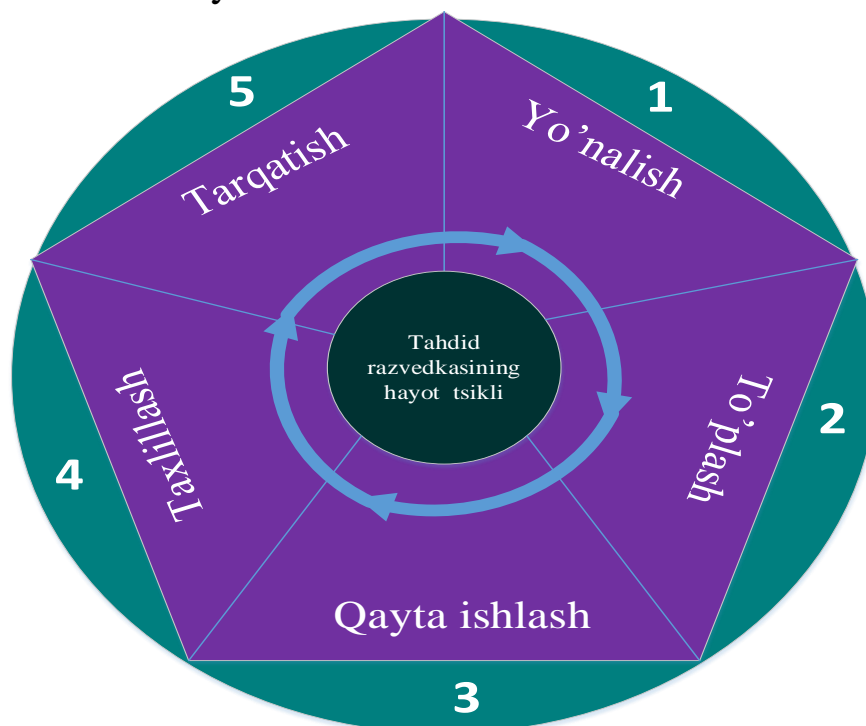 1
Yo’nalish
2
To’plash
3
Qayta ishlash
4
Taxlillash
5
Tarqatish
Tahdid
razvedkasining
hayot tsikli